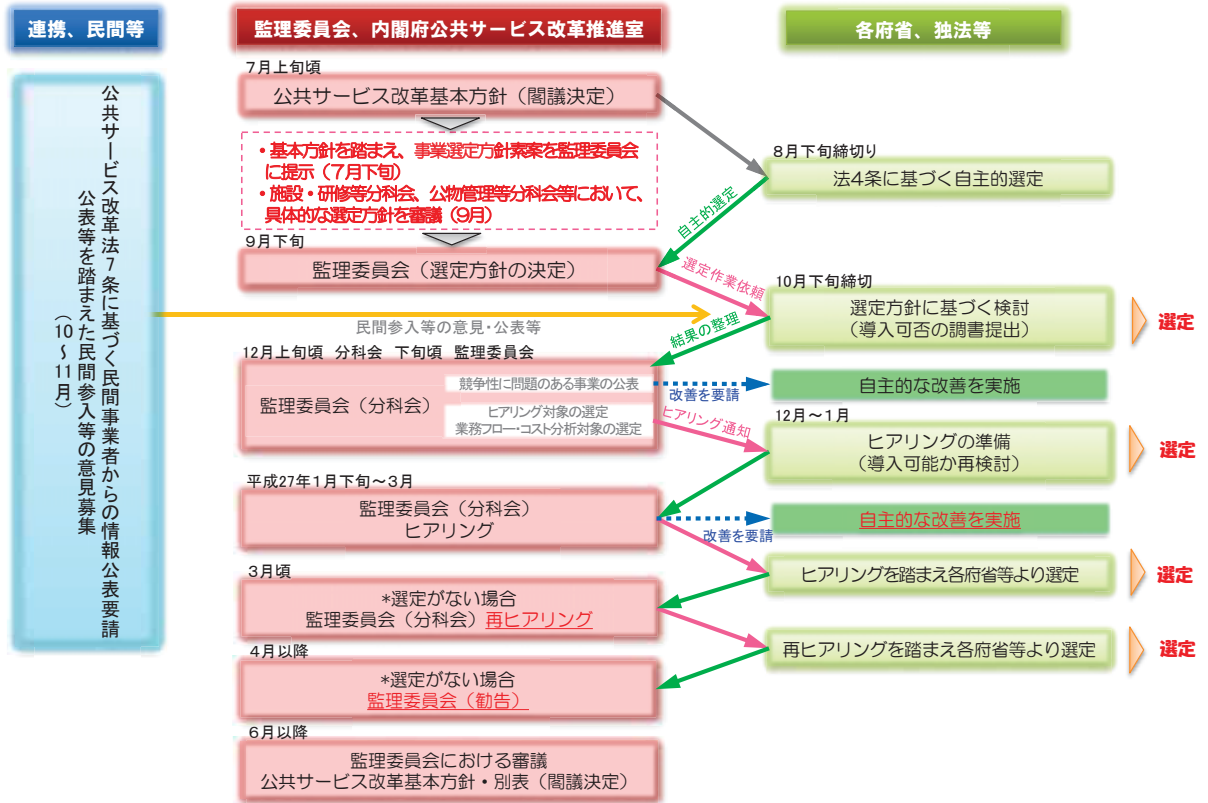 連携、民間等
監理委員会、内閣府公共サービス改革推進室
各府省、独法等
公共サービス改革法7条に基づく民間事業者からの情報公表要請
公表等を踏まえた民間参入等の意見募集
(10~11月)
7月上旬頃
公共サービス改革基本方針(閣議決定)
・基本方針を踏まえ、事業選定方針素案を監理委員会
に提示(7月下旬)
・施設・研修等分科会、公物管理等分科会等において、
具体的な選定方針を審議(9月)
8月下旬締切り
法4条に基づく自主的選定
自主的選定
9月下旬
監理委員会(選定方針の決定)
選定作業依頼
10月下旬締切
選定方針に基づく検討
(導入可否の調書提出)
選定
民間参入等の意見・公表等
結果の整理
12月上旬頃 分科会 下旬頃 監理委員会
監理委員会(分科会)
競争性に問題のある事業の公表
ヒアリング対象の選定
業務フロー・コスト分析対象の選定
改善を要請
自主的な改善を実施
ヒアリング通知
12月~1月
ヒアリングの準備
(導入可能か再検討)
選定
平成27年1月下旬~3月
監理委員会(分科会)
ヒアリング
改善を要請
自主的な改善を実施
ヒアリングを踏まえ各府省等より選定
選定
3月頃
*選定がない場合
監理委員会(分科会)再ヒアリング
再ヒアリングを踏まえ各府省等より選定
選定
4月以降
*選定がない場合
監理委員会(勧告)
6月以降
監理委員会における審議
公共サービス改革基本方針・別表(閣議決定)